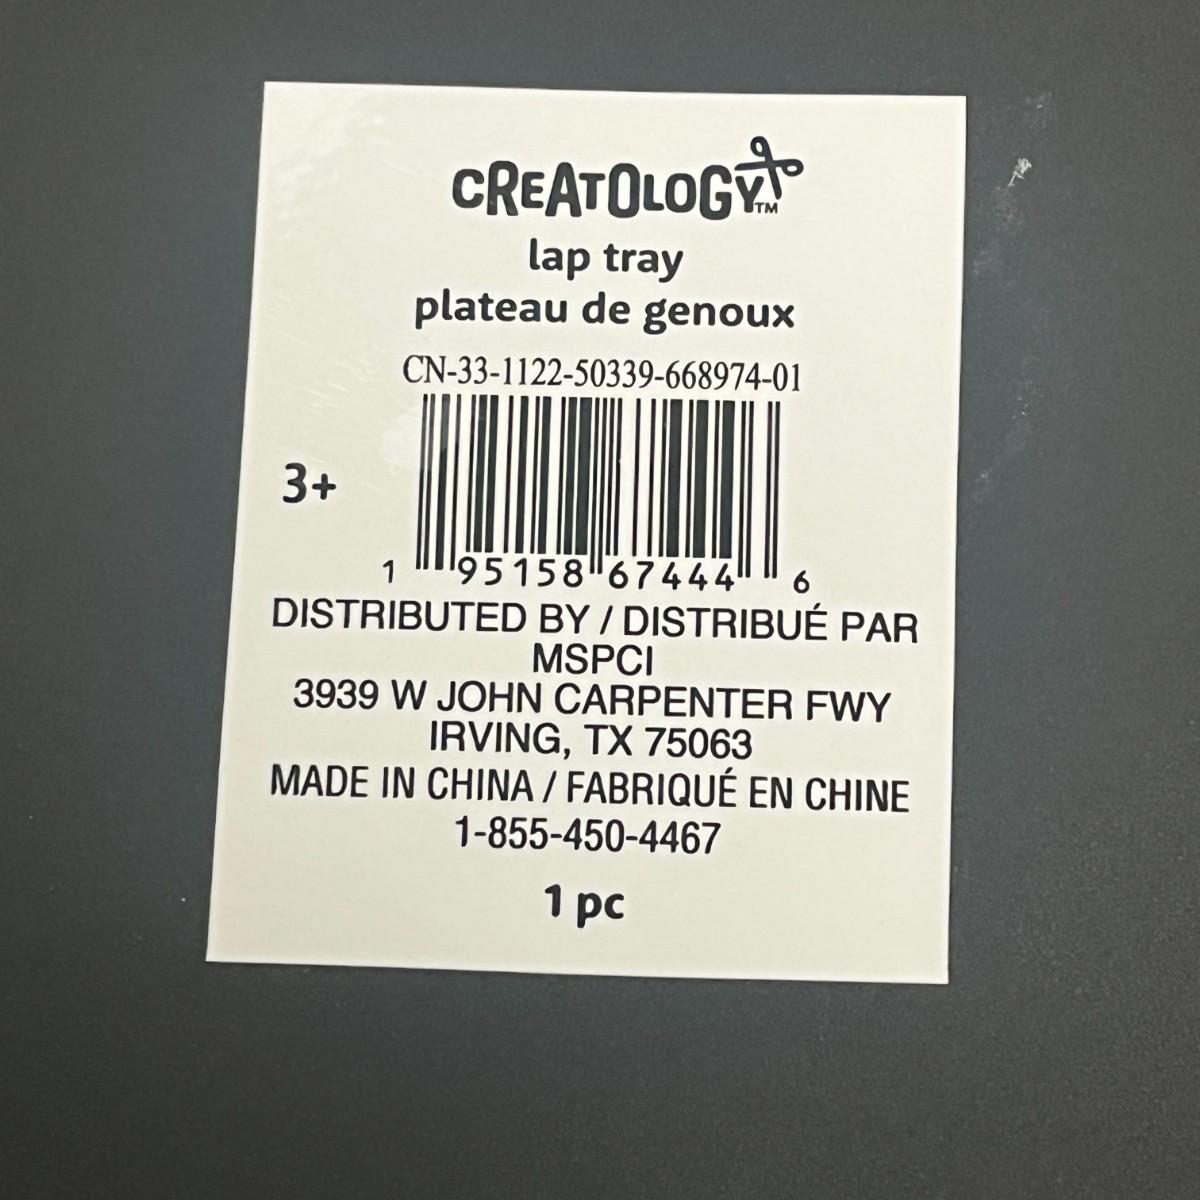 CREATOLOGY™
lap tray
plateau de genoux
CN-33-1122-50339-668974-01
3+
1 95158 67444 6
DISTRIBUTED BY / DISTRIBUÉ PAR
MSPCI
3939 W JOHN CARPENTER FWY
IRVING, TX 75063
MADE IN CHINA / FABRIQUÉ EN CHINE
1-855-450-4467
1 pc